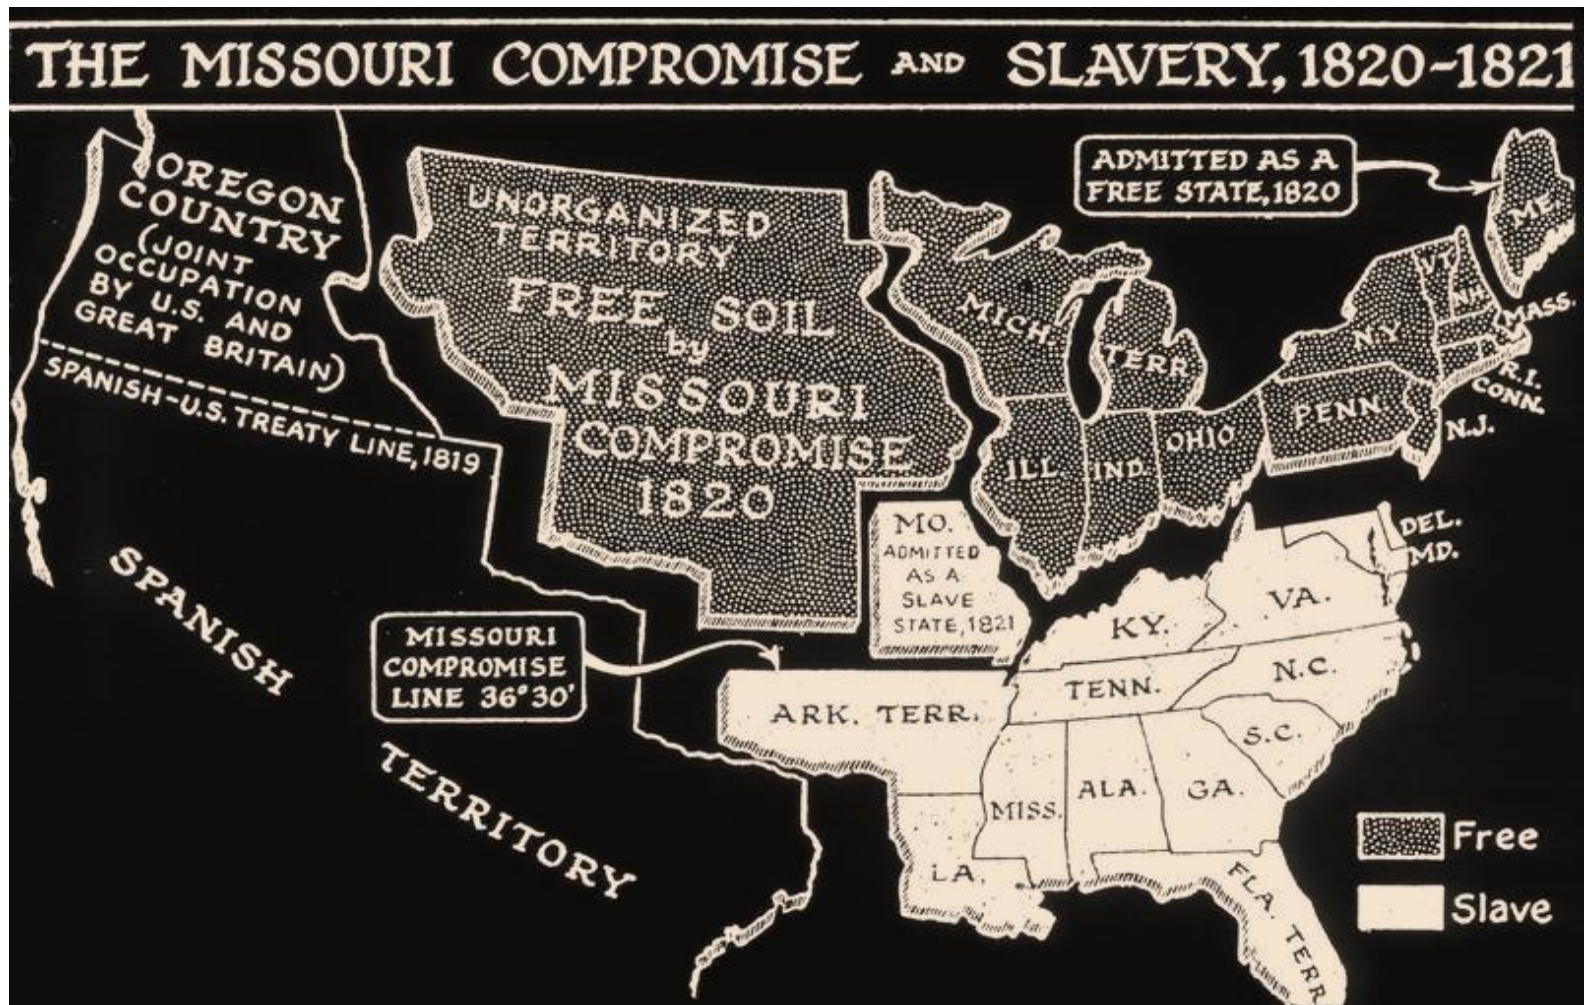 THE MISSOURI COMPROMISE AND SLAVERY, 1820-1821
OREGON
COUNTRY
(JOINT
OCCUPATION
BY U.S. AND
GREAT BRITAIN)
SPANISH-U.S. TREATY LINE, 1819
SPANISH
TERRITORY
UNORGANIZED
TERRITORY
FREE SOIL
by
MISSOURI
COMPROMISE
1820
ADMITTED AS A
FREE STATE, 1820
ME.
VT.
N.H.
MASS.
N.Y.
R.I.
CONN.
PENN.
N.J.
MICH.
TERR.
ILL.
IND.
OHIO
MO.
ADMITTED
AS A
SLAVE
STATE, 1821
DEL.
MD.
VA.
KY.
MISSOURI
COMPROMISE
LINE 36°30'
N.C.
TENN.
ARK. TERR.
S.C.
MISS.
ALA.
GA.
LA.
FLA. TERR.
Free
Slave